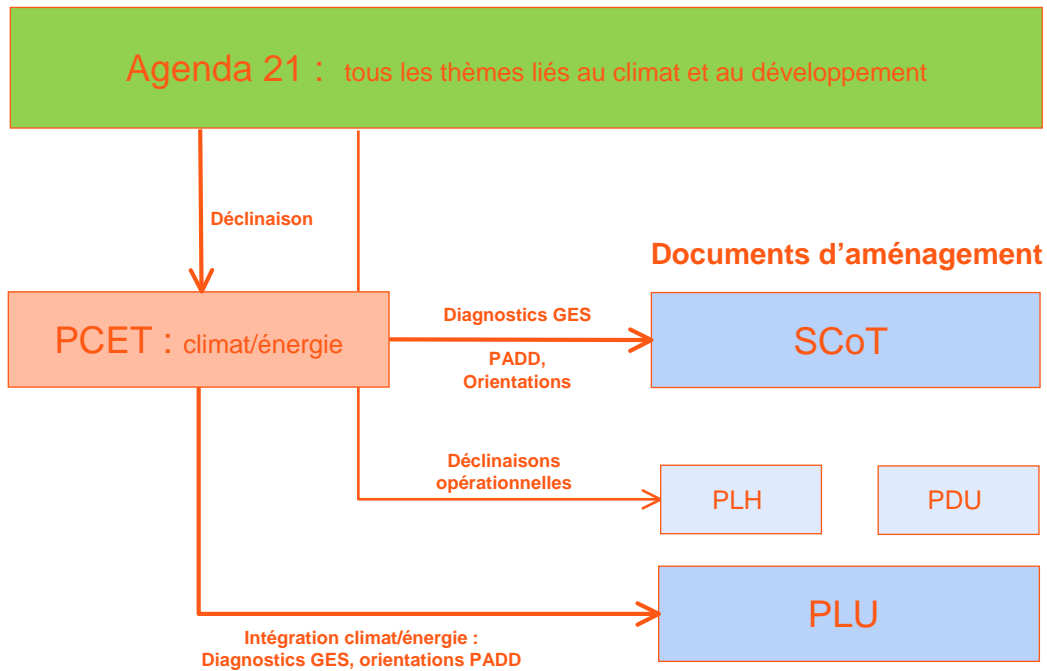 Agenda 21 : tous les thèmes liés au climat et au développement
Déclinaison
Documents d’aménagement
PCET : climat/énergie
Diagnostics GES
PADD,
Orientations
SCoT
Déclinaisons
opérationnelles
PLH
PDU
PLU
Intégration climat/énergie :
Diagnostics GES, orientations PADD